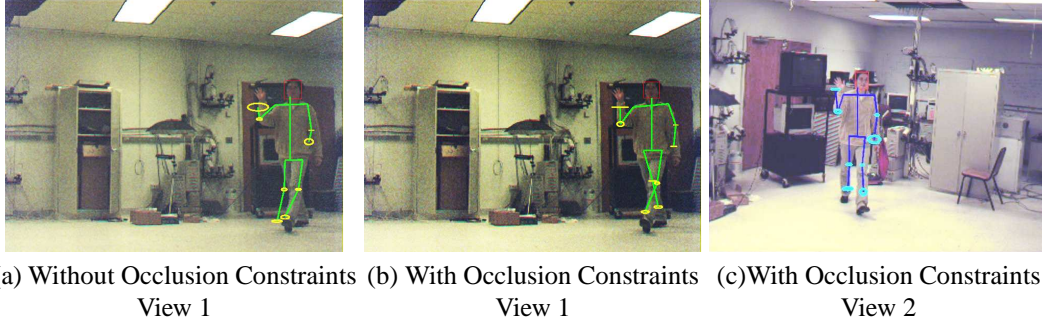 a) Without Occlusion Constraints (b) With Occlusion Constraints (c)With Occlusion Constraints
View 1 View 1 View 2